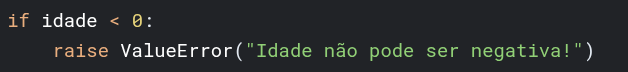 if idade < 0:
    raise ValueError("Idade não pode ser negativa!")